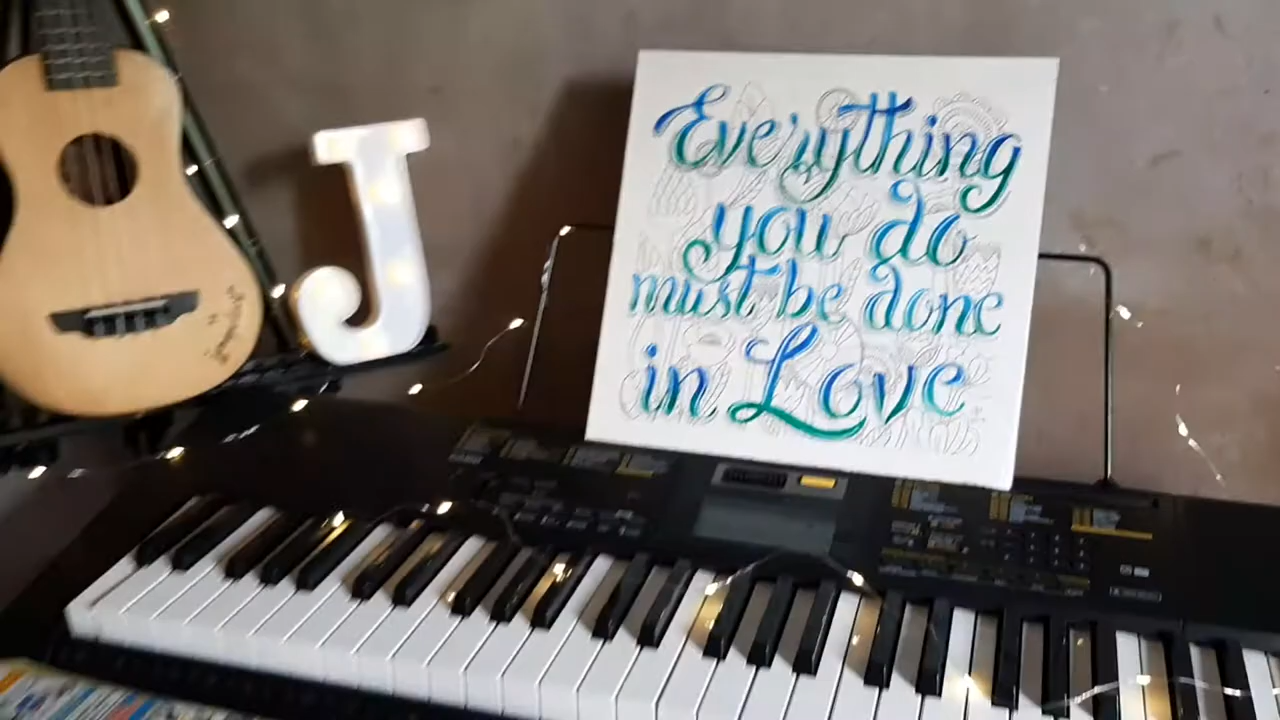 Everything
you do
must be done
in Love
J